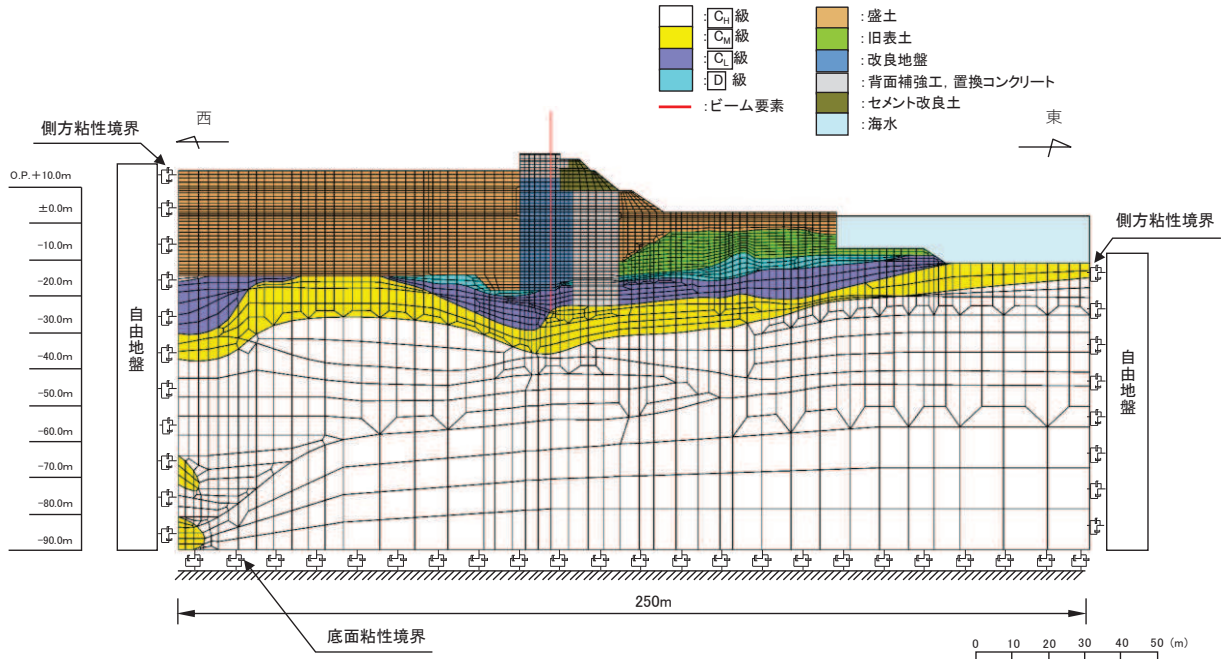 :CH級
:CM級
:CL級
:D 級
:ビーム要素
:盛土
:旧表土
:改良地盤
:背面補強工，置換コンクリート
:セメント改良土
:海水
西
東
側方粘性境界
側方粘性境界
O.P.+10.0m
±0.0m
-10.0m
-20.0m
-30.0m
-40.0m
-50.0m
-60.0m
-70.0m
-80.0m
-90.0m
自由地盤
自由地盤
250m
底面粘性境界
0 10 20 30 40 50 (m)